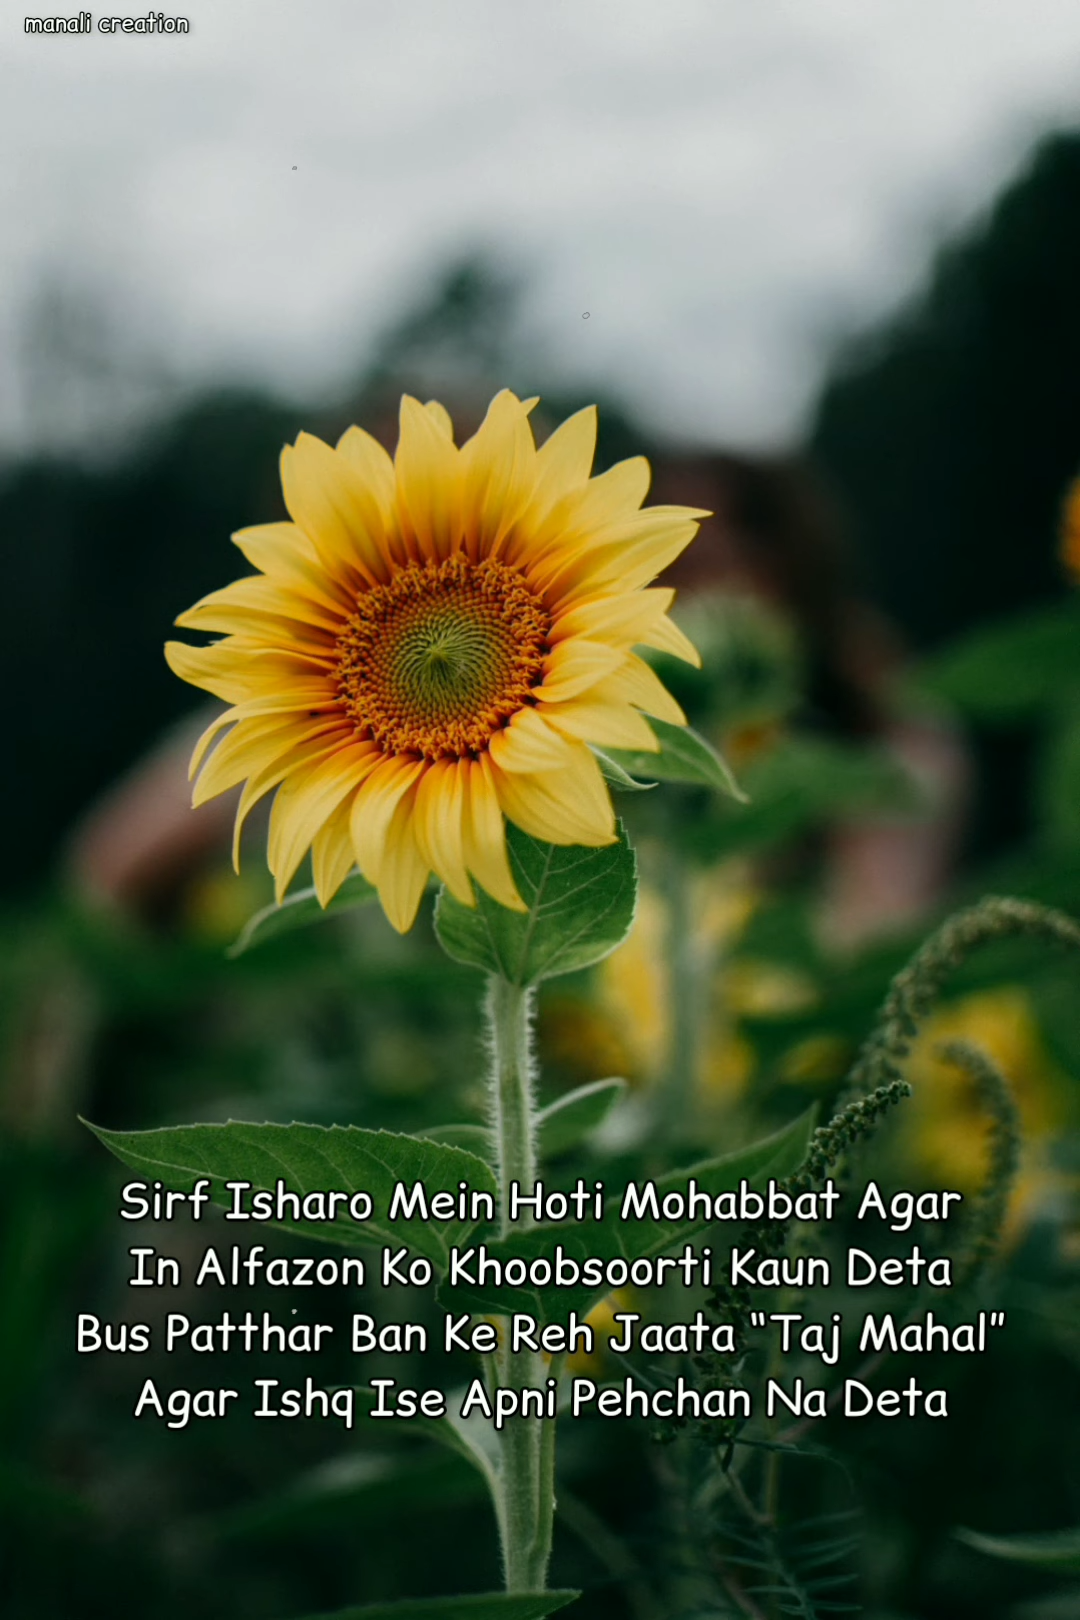 manali creation
Sirf Isharo Mein Hoti Mohabbat Agar
In Alfazon Ko Khoobsoorti Kaun Deta
Bus Patthar Ban Ke Reh Jaata “Taj Mahal”
Agar Ishq Ise Apni Pehchan Na Deta